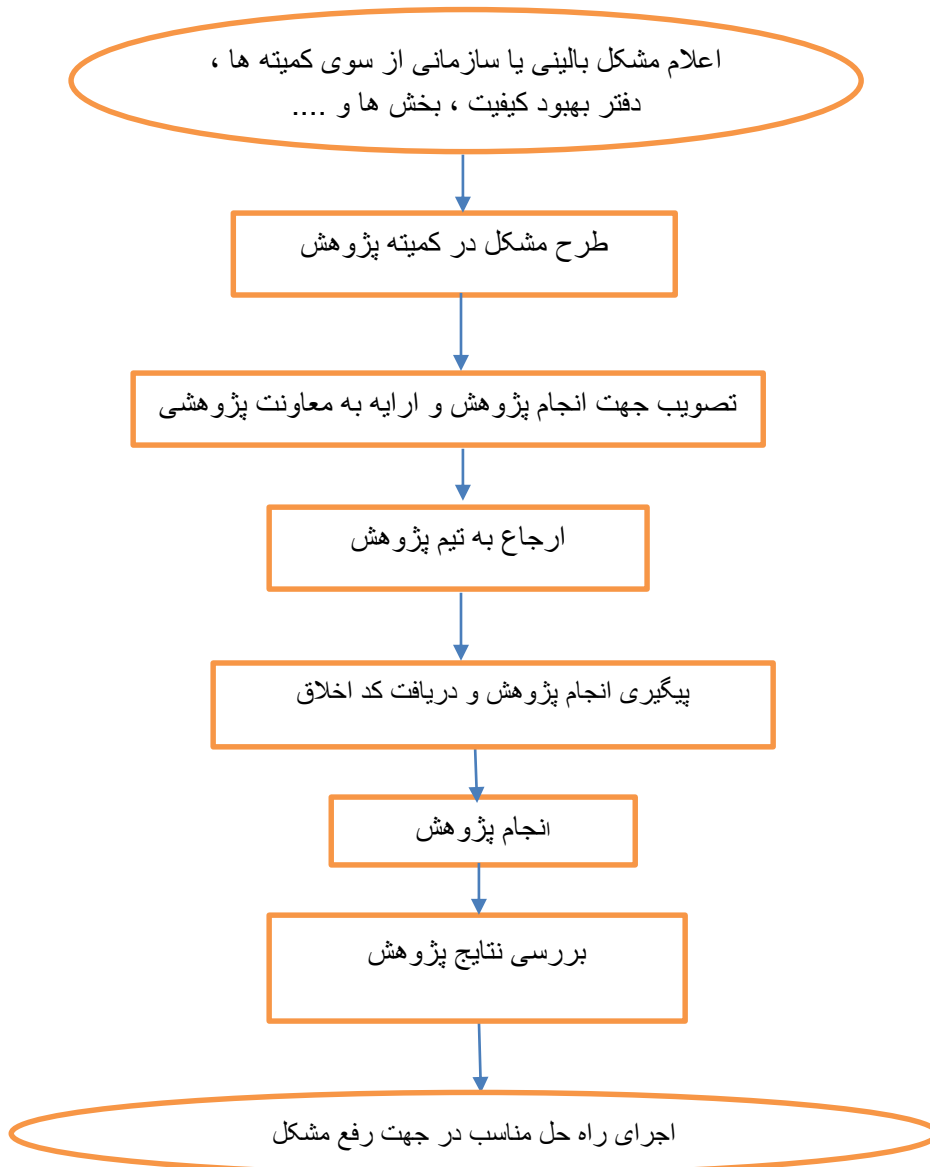 اعلام مشکل بالینی یا سازمانی از سوی کمیته ها ،
دفتر بهبود کیفیت ، بخش ها و ....
طرح مشکل در کمیته پژوهش
تصویب جهت انجام پژوهش و ارایه به معاونت پژوهشی
ارجاع به تیم پژوهش
پیگیری انجام پژوهش و دریافت کد اخلاق
انجام پژوهش
بررسی نتایج پژوهش
اجرای راه حل مناسب در جهت رفع مشکل